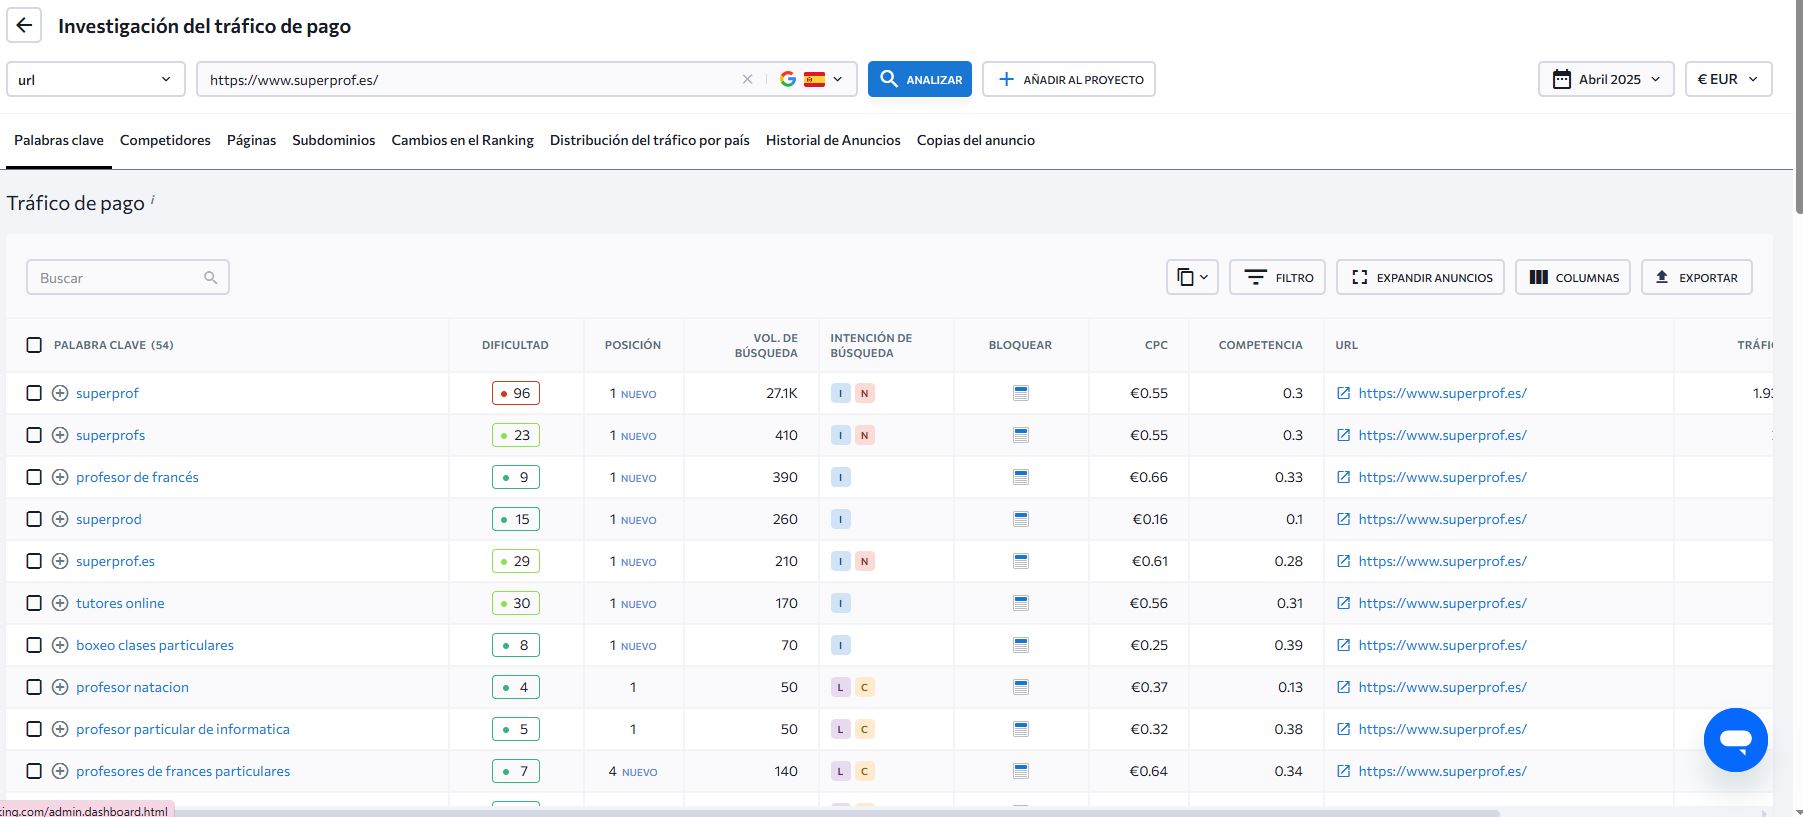 Investigación del tráfico de pago
url
https://www.superprof.es/
ANALIZAR
AÑADIR AL PROYECTO
Abril 2025
€ EUR
Palabras clave Competidores Páginas Subdominios Cambios en el Ranking Distribución del tráfico por país Historial de Anuncios Copias del anuncio
Tráfico de pago i
Buscar
FILTRO
EXPANDIR ANUNCIOS
COLUMNAS
EXPORTAR
PALABRA CLAVE (54) DIFICULTAD POSICIÓN VOL. DE BÚSQUEDA INTENCIÓN DE BÚSQUEDA BLOQUEAR CPC COMPETENCIA URL
superprof 96 1 NUEVO 27.1K I N €0.55 0.3 https://www.superprof.es/
superprofs 23 1 NUEVO 410 I N €0.55 0.3 https://www.superprof.es/
profesor de francés 9 1 NUEVO 390 I €0.66 0.33 https://www.superprof.es/
superprod 15 1 NUEVO 260 I €0.16 0.1 https://www.superprof.es/
superprof.es 29 1 NUEVO 210 I N €0.61 0.28 https://www.superprof.es/
tutores online 30 1 NUEVO 170 I €0.56 0.31 https://www.superprof.es/
boxeo clases particulares 8 1 NUEVO 70 I €0.25 0.39 https://www.superprof.es/
profesor natacion 4 1 50 L C €0.37 0.13 https://www.superprof.es/
profesor particular de informatica 5 1 50 L C €0.32 0.38 https://www.superprof.es/
profesores de frances particulares 7 4 NUEVO 140 L C €0.64 0.34 https://www.superprof.es/
king.com/admin.dashboard.html